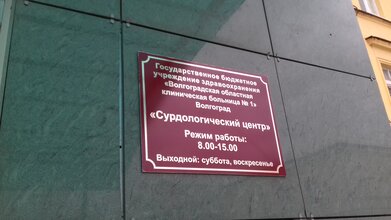 Государственное бюджетное
учреждение здравоохранения
«Волгоградская областная
клиническая больница № 1»
Волгоград
«Сурдологический центр»
Режим работы:
8.00-15.00
Выходной: суббота, воскресенье